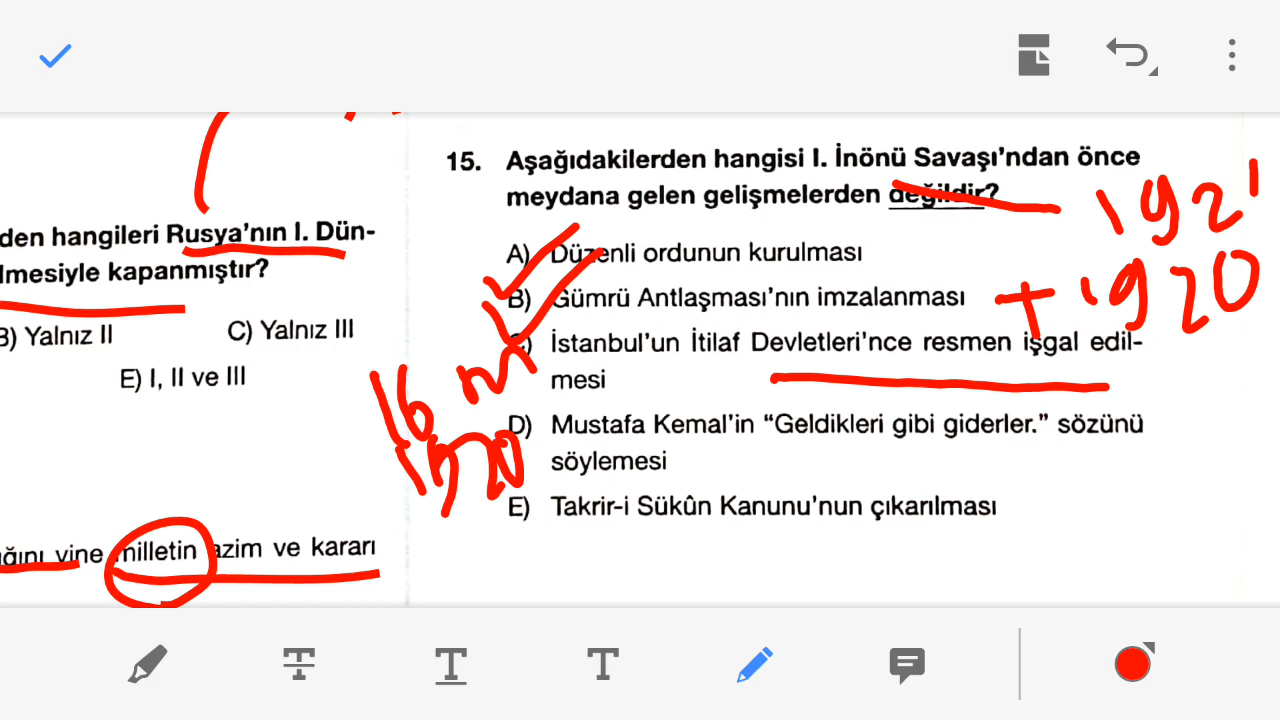 den hangileri Rusya'nın I. Dün-
lmesiyle kapanmıştır?
B) Yalnız II C) Yalnız III
E) I, II ve III
ğını yine milletin azim ve kararı
15. Aşağıdakilerden hangisi I. İnönü Savaşı'ndan önce
meydana gelen gelişmelerden değildir?
A) Düzenli ordunun kurulması
B) Gümrü Antlaşması'nın imzalanması
C) İstanbul'un İtilaf Devletleri'nce resmen işgal edil-
mesi
D) Mustafa Kemal'in “Geldikleri gibi giderler.” sözünü
söylemesi
E) Takrir-i Sükûn Kanunu'nun çıkarılması
1921
+ 1920
16
1920
T
T
T